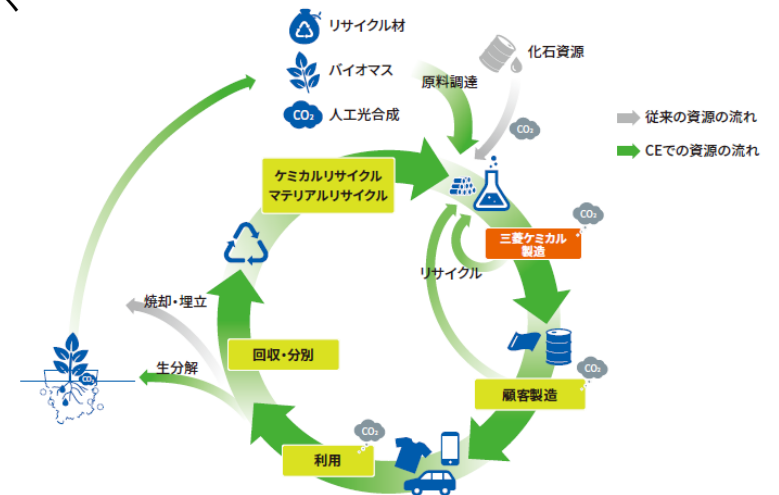 リサイクル材
バイオマス
CO₂ 人工光合成
原料調達
化石資源
CO₂
従来の資源の流れ
CEでの資源の流れ
ケミカルリサイクル
マテリアルリサイクル
CO₂
三菱ケミカル
製造
リサイクル
焼却・埋立
回収・分別
生分解
CO₂
CO₂
顧客製造
CO₂
利用